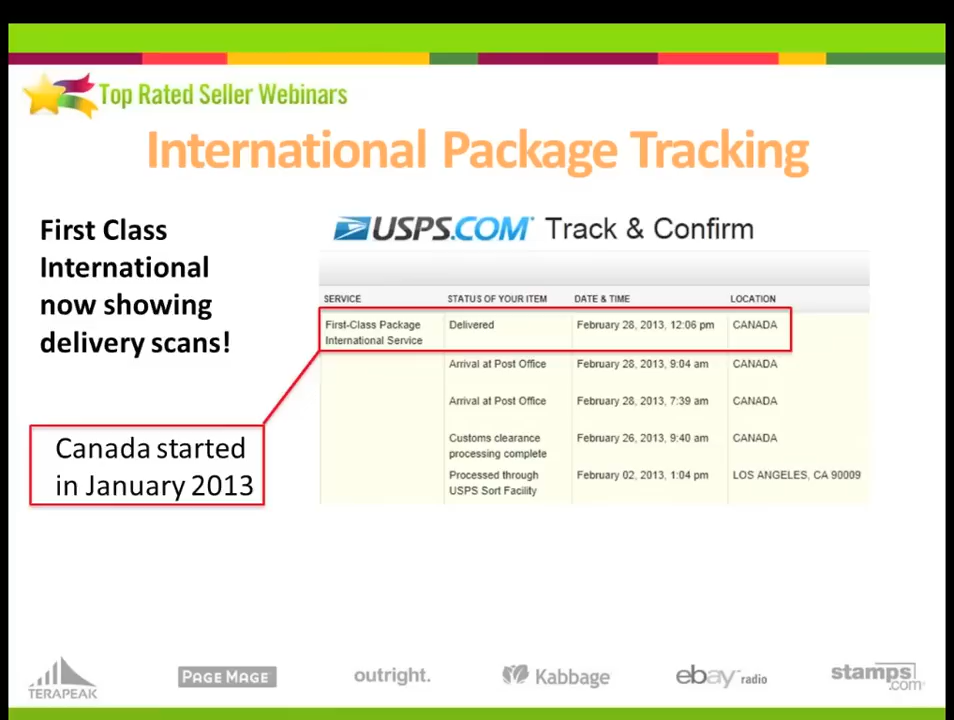 Top Rated Seller Webinars
International Package Tracking
First Class
International
now showing
delivery scans!
Canada started
in January 2013
USPS.COM® Track & Confirm
SERVICE STATUS OF YOUR ITEM DATE & TIME LOCATION
First-Class Package International Service Delivered February 28, 2013, 12:06 pm CANADA
Arrival at Post Office February 28, 2013, 9:04 am CANADA
Arrival at Post Office February 28, 2013, 7:39 am CANADA
Customs clearance processing complete February 26, 2013, 9:40 am CANADA
Processed through USPS Sort Facility February 02, 2013, 1:04 pm LOS ANGELES, CA 90009
TERAPEAK PAGE MAGE outright. Kabbage ebay radio stamps.com